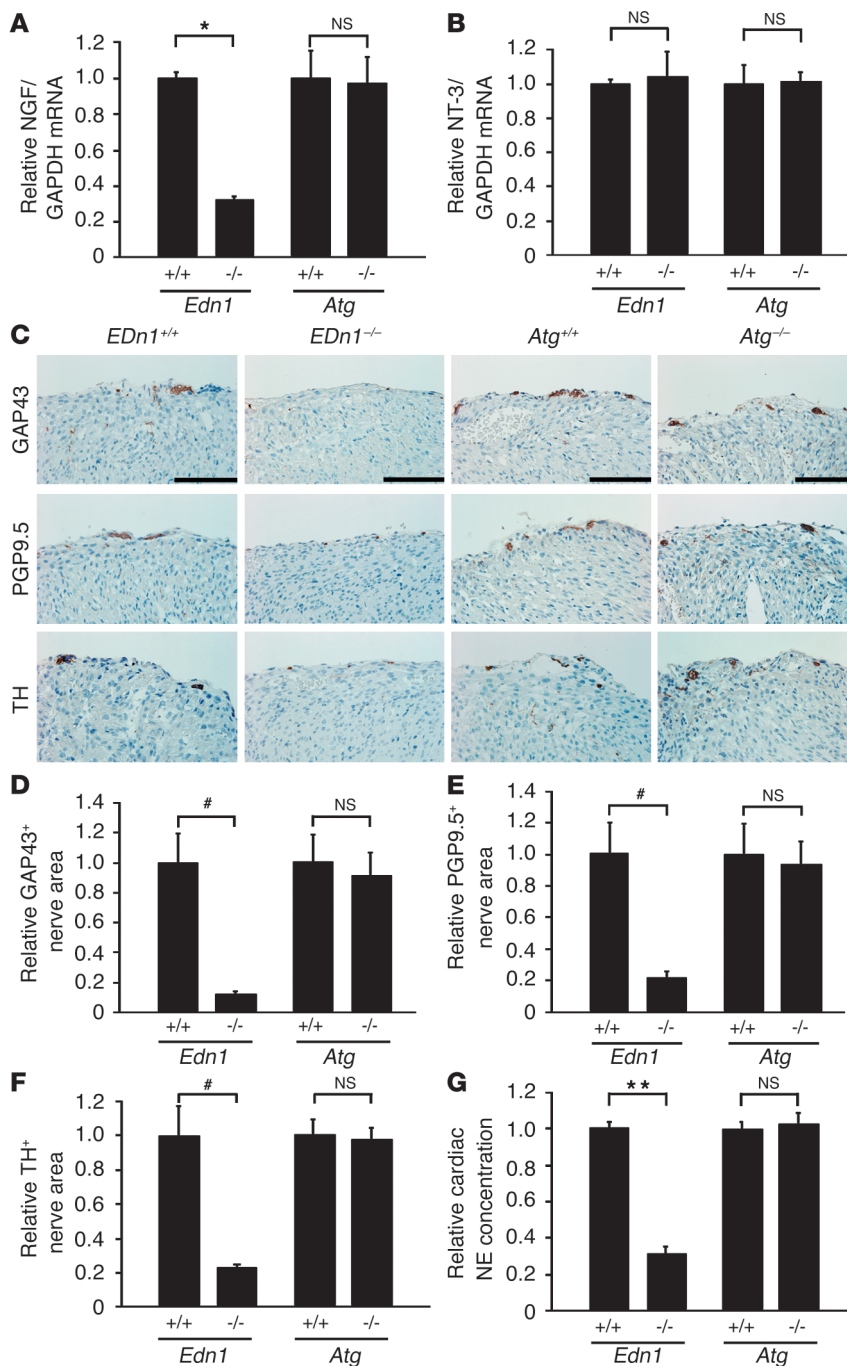 A
Relative NGF/
GAPDH mRNA
1.2
1.0
0.8
0.6
0.4
0.2
0
*
NS
+/+ -/- +/+ -/-
Edn1 Atg
B
Relative NT-3/
GAPDH mRNA
1.2
1.0
0.8
0.6
0.4
0.2
0
NS
NS
+/+ -/- +/+ -/-
Edn1 Atg
C
EDn1+/+ EDn1–/– Atg+/+ Atg–/–
GAP43
PGP9.5
TH
D
Relative GAP43+
nerve area
1.4
1.2
1.0
0.8
0.6
0.4
0.2
0
#
NS
+/+ -/- +/+ -/-
Edn1 Atg
E
Relative PGP9.5+
nerve area
1.4
1.2
1.0
0.8
0.6
0.4
0.2
0
#
NS
+/+ -/- +/+ -/-
Edn1 Atg
F
Relative TH+
nerve area
1.2
1.0
0.8
0.6
0.4
0.2
0
#
NS
+/+ -/- +/+ -/-
Edn1 Atg
G
Relative cardiac
NE concentration
1.2
1.0
0.8
0.6
0.4
0.2
0
**
NS
+/+ -/- +/+ -/-
Edn1 Atg